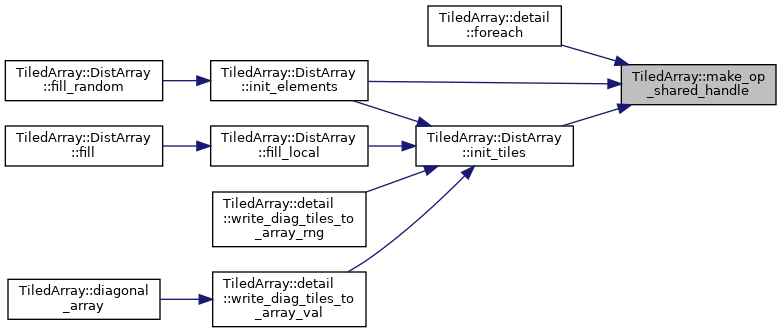 TiledArray::detail
::foreach
TiledArray::make_op
_shared_handle
TiledArray::DistArray
::fill_random
TiledArray::DistArray
::init_elements
TiledArray::DistArray
::fill
TiledArray::DistArray
::fill_local
TiledArray::DistArray
::init_tiles
TiledArray::detail
::write_diag_tiles_to
_array_rng
TiledArray::diagonal
_array
TiledArray::detail
::write_diag_tiles_to
_array_val